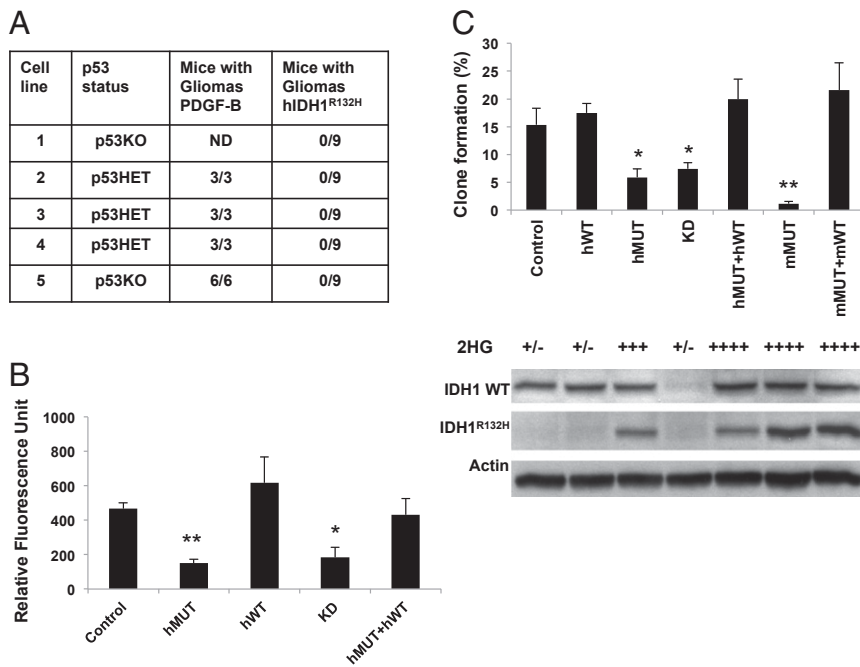 A
Cell line p53 status Mice with Gliomas PDGF-B Mice with Gliomas hIDH1R132H
1 p53KO ND 0/9
2 p53HET 3/3 0/9
3 p53HET 3/3 0/9
4 p53HET 3/3 0/9
5 p53KO 6/6 0/9
B
Relative Fluorescence Unit
1000
800
600
400
200
0
** *
Control hMUT hWT KD hMUT+hWT
C
Clone formation (%)
30
25
20
15
10
5
0
* * **
Control hWT hMUT KD hMUT+hWT mMUT mMUT+mWT
2HG +/- +/- +++ +/- ++++ ++++ ++++
IDH1 WT
IDH1R132H
Actin